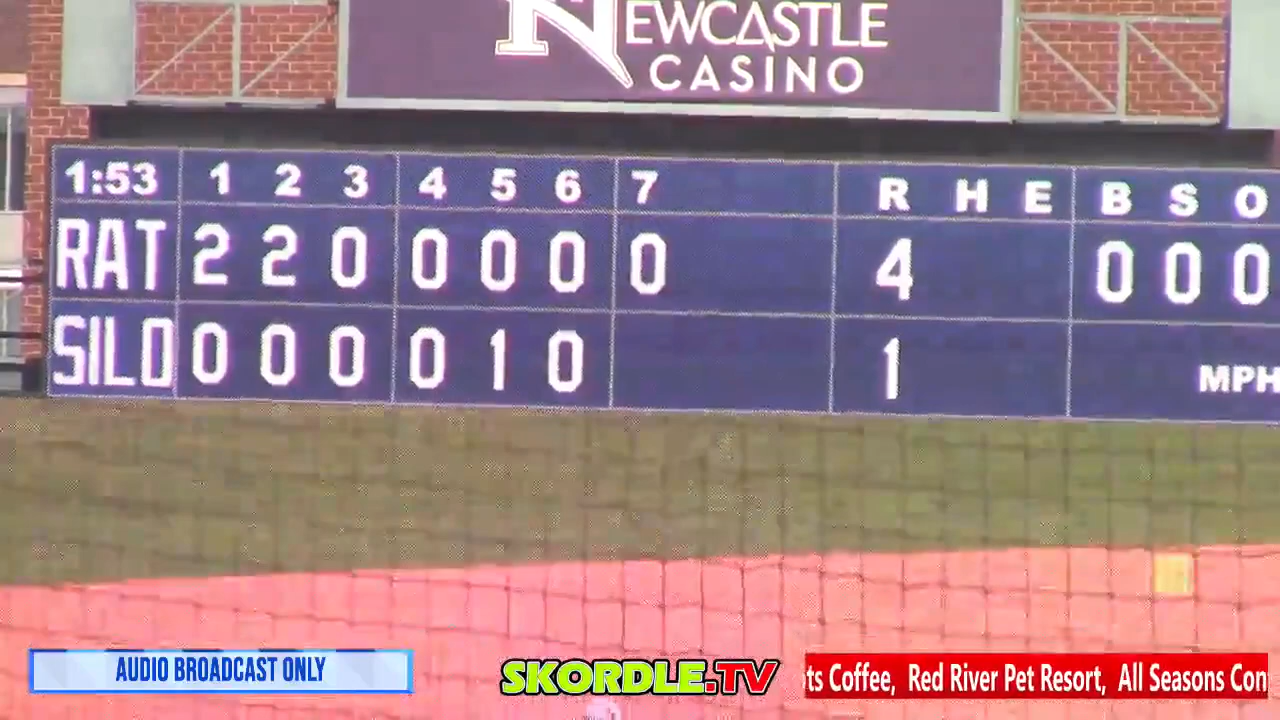 NEWCASTLE
CASINO
1:53 1 2 3 4 5 6 7 R H E B S O
RAT 2 2 0 0 0 0 0 4 0 0 0
SILO 0 0 0 0 1 0 1 MPH
AUDIO BROADCAST ONLY
SKORDLE.TV
ts Coffee, Red River Pet Resort, All Seasons Con